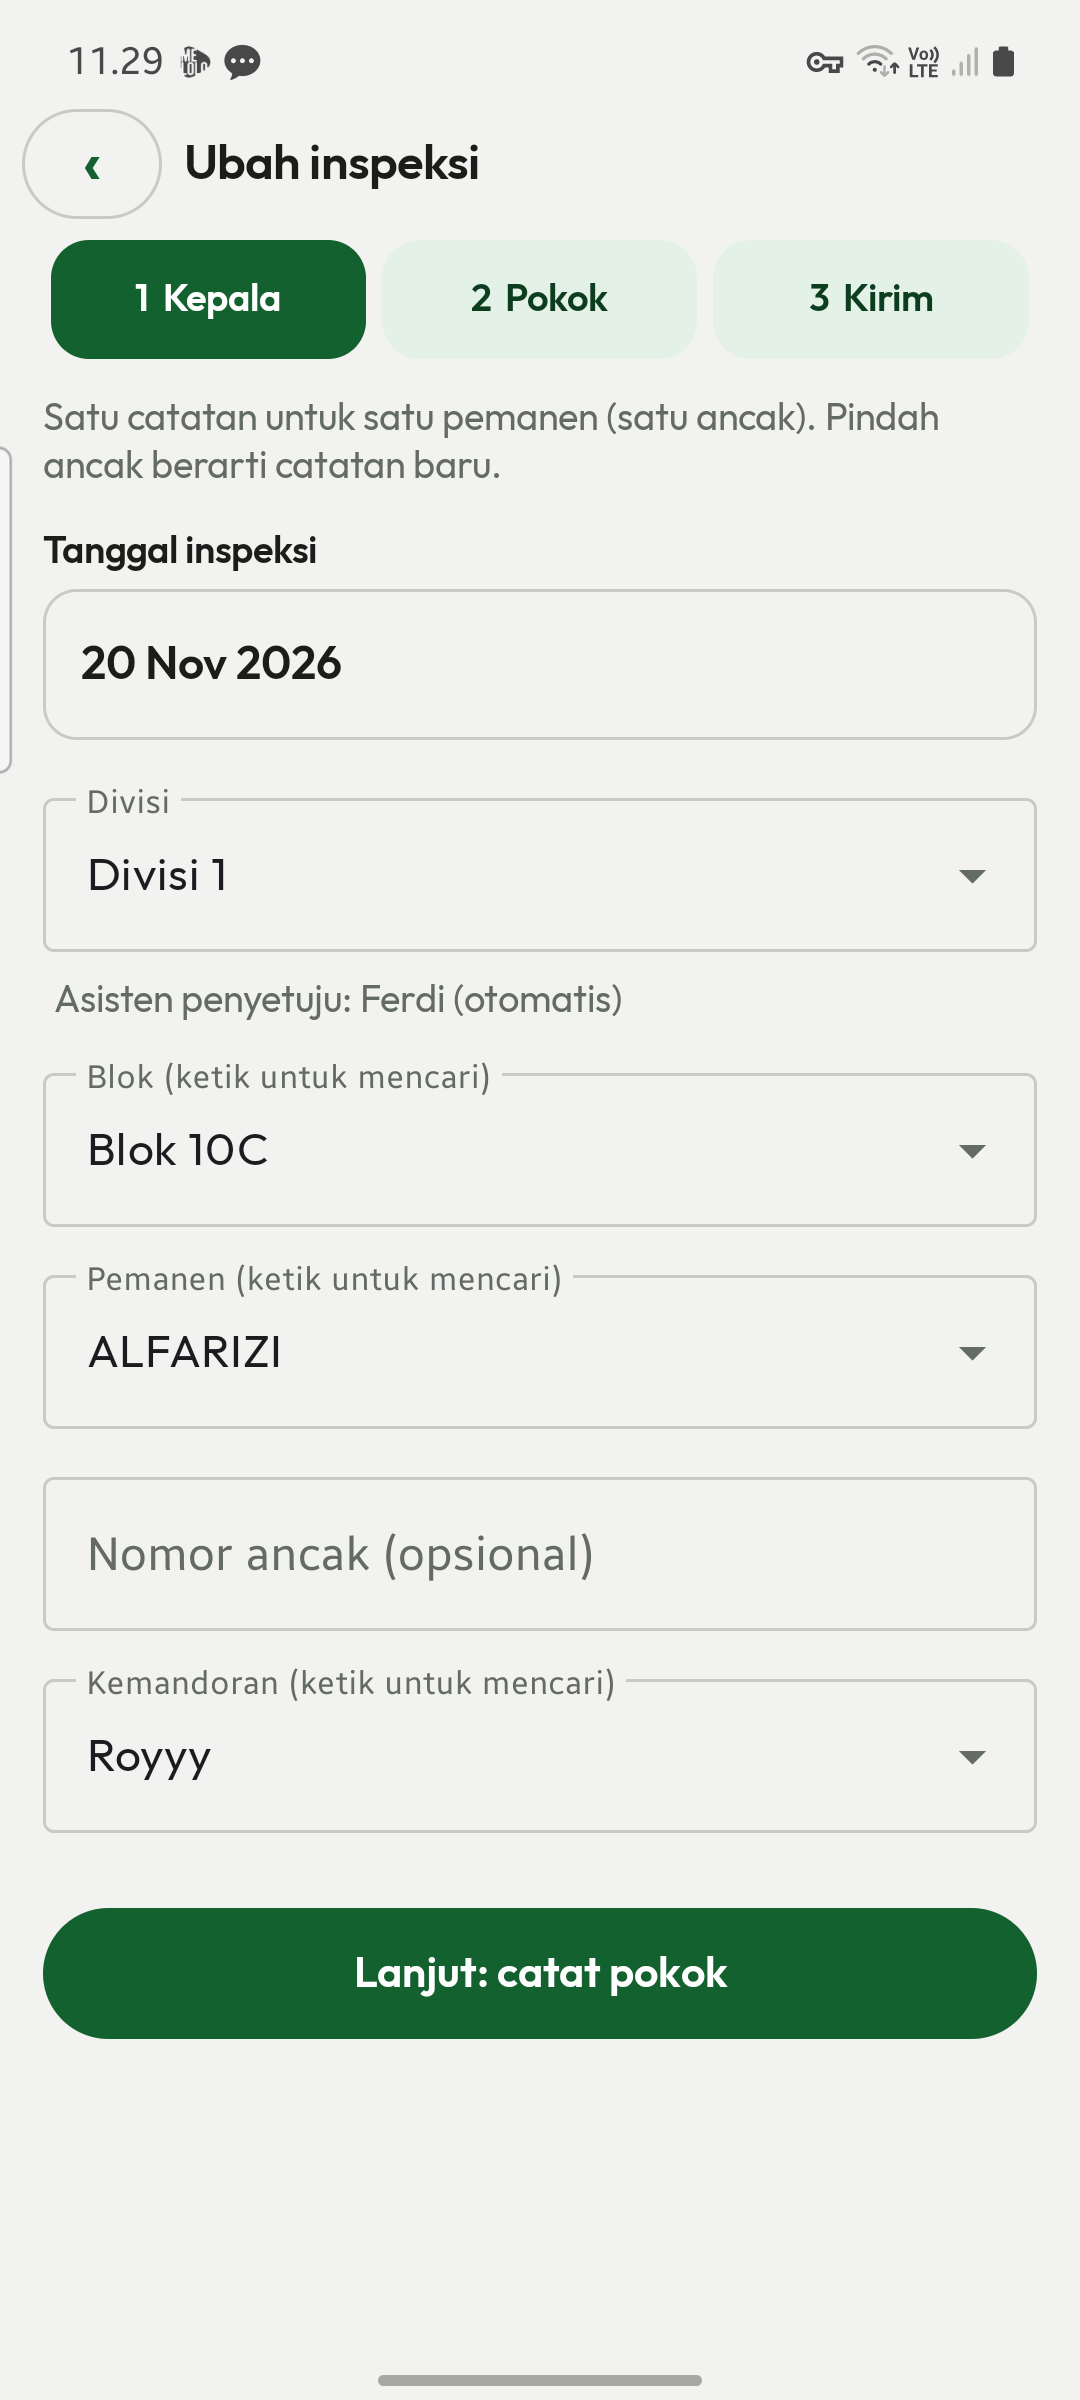 11.29
Vo))
LTE
‹
Ubah inspeksi
1 Kepala
2 Pokok
3 Kirim
Satu catatan untuk satu pemanen (satu ancak). Pindah
ancak berarti catatan baru.
Tanggal inspeksi
20 Nov 2026
Divisi
Divisi 1
Asisten penyetuju: Ferdi (otomatis)
Blok (ketik untuk mencari)
Blok 10C
Pemanen (ketik untuk mencari)
ALFARIZI
Nomor ancak (opsional)
Kemandoran (ketik untuk mencari)
Royyy
Lanjut: catat pokok